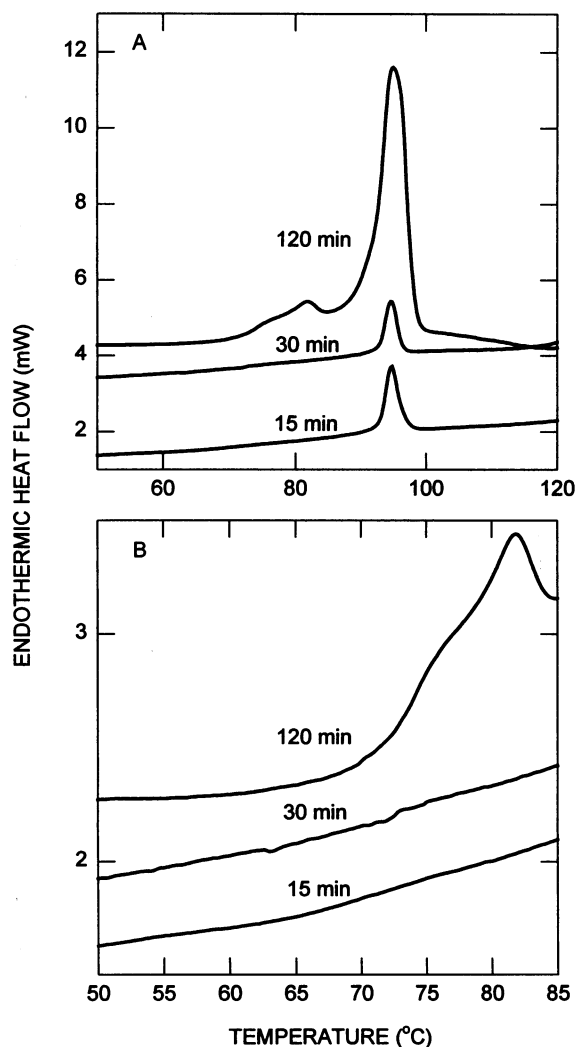 A
12
10
8
6
4
2
120 min
30 min
15 min
60 80 100 120
ENDOTHERMIC HEAT FLOW (mW)
B
3
2
120 min
30 min
15 min
50 55 60 65 70 75 80 85
TEMPERATURE (°C)